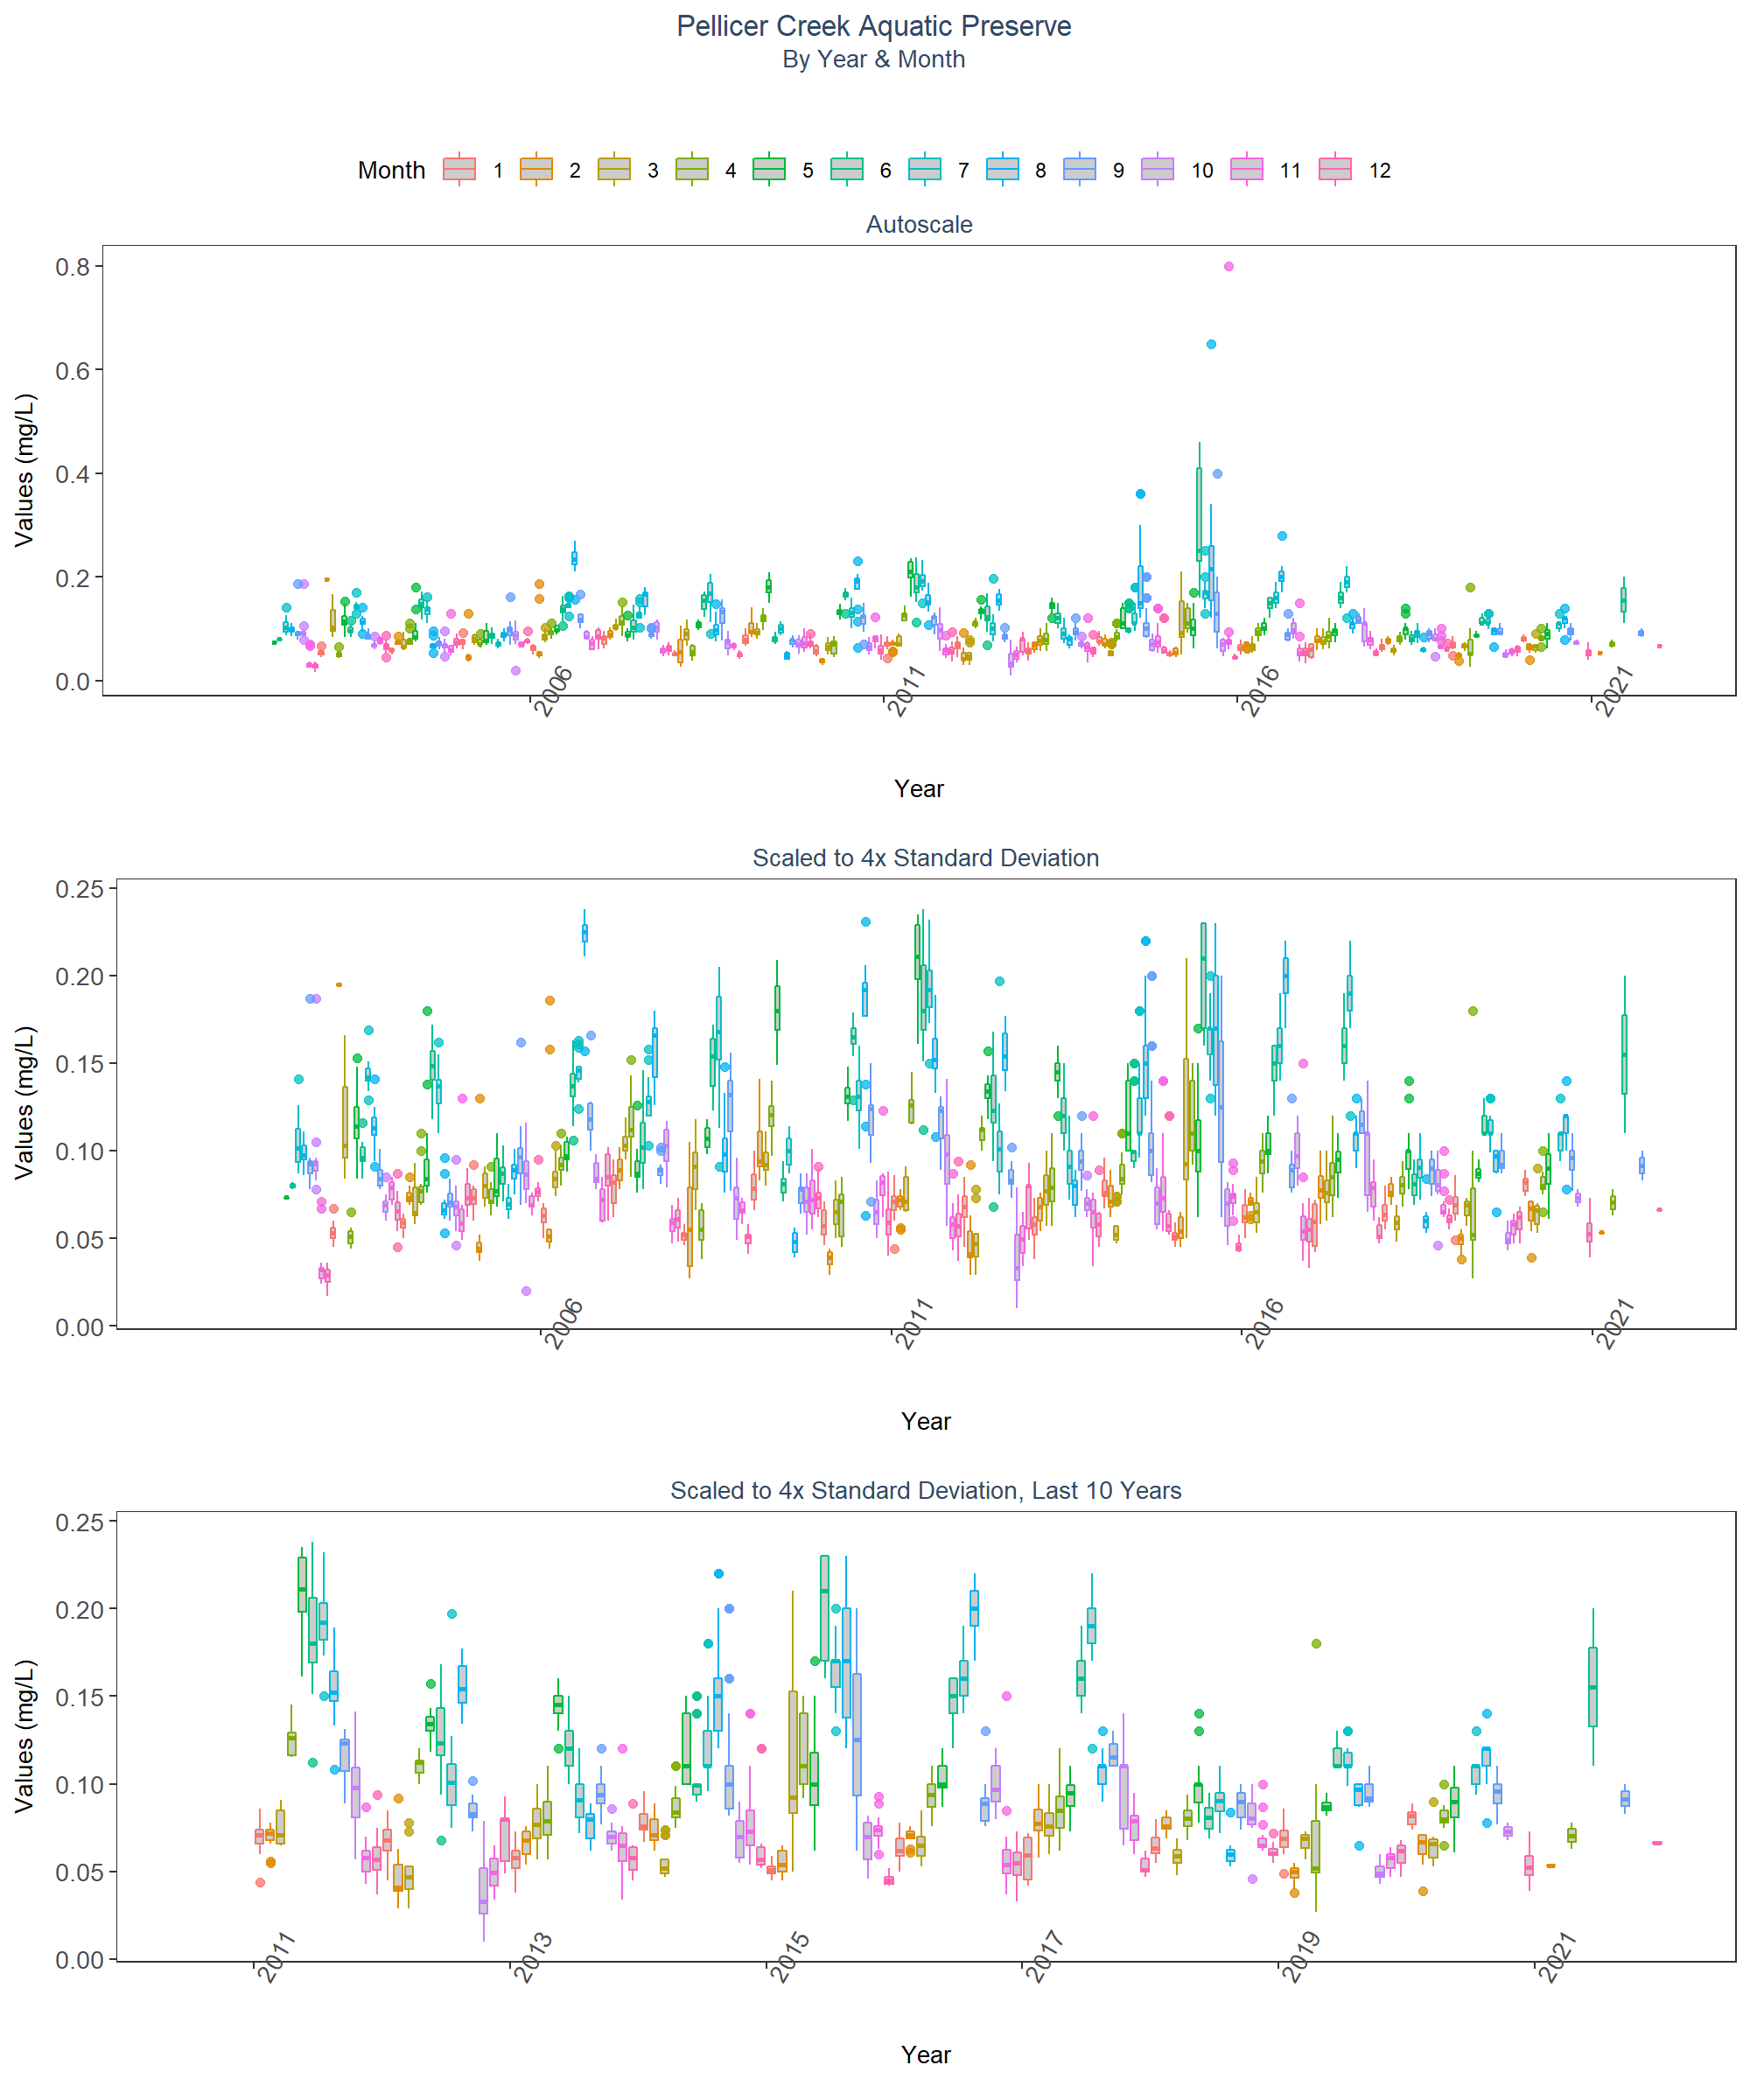 Pellicer Creek Aquatic Preserve
By Year & Month
Month 1 2 3 4 5 6 7 8 9 10 11 12
Autoscale
Values (mg/L)
0.8
0.6
0.4
0.2
0.0
2006 2011 2016 2021
Year
Scaled to 4x Standard Deviation
Values (mg/L)
0.25
0.20
0.15
0.10
0.05
0.00
2006 2011 2016 2021
Year
Scaled to 4x Standard Deviation, Last 10 Years
Values (mg/L)
0.25
0.20
0.15
0.10
0.05
0.00
2011 2013 2015 2017 2019 2021
Year